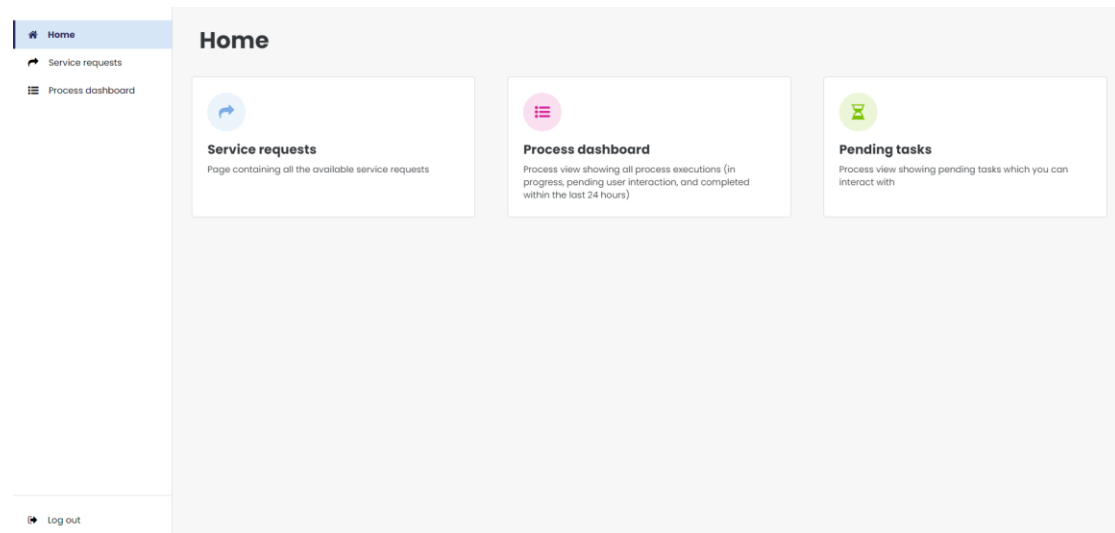 Home
Service requests
Process dashboard
Log out
Home
Service requests
Page containing all the available service requests
Process dashboard
Process view showing all process executions (in
progress, pending user interaction, and completed
within the last 24 hours)
Pending tasks
Process view showing pending tasks which you can
interact with